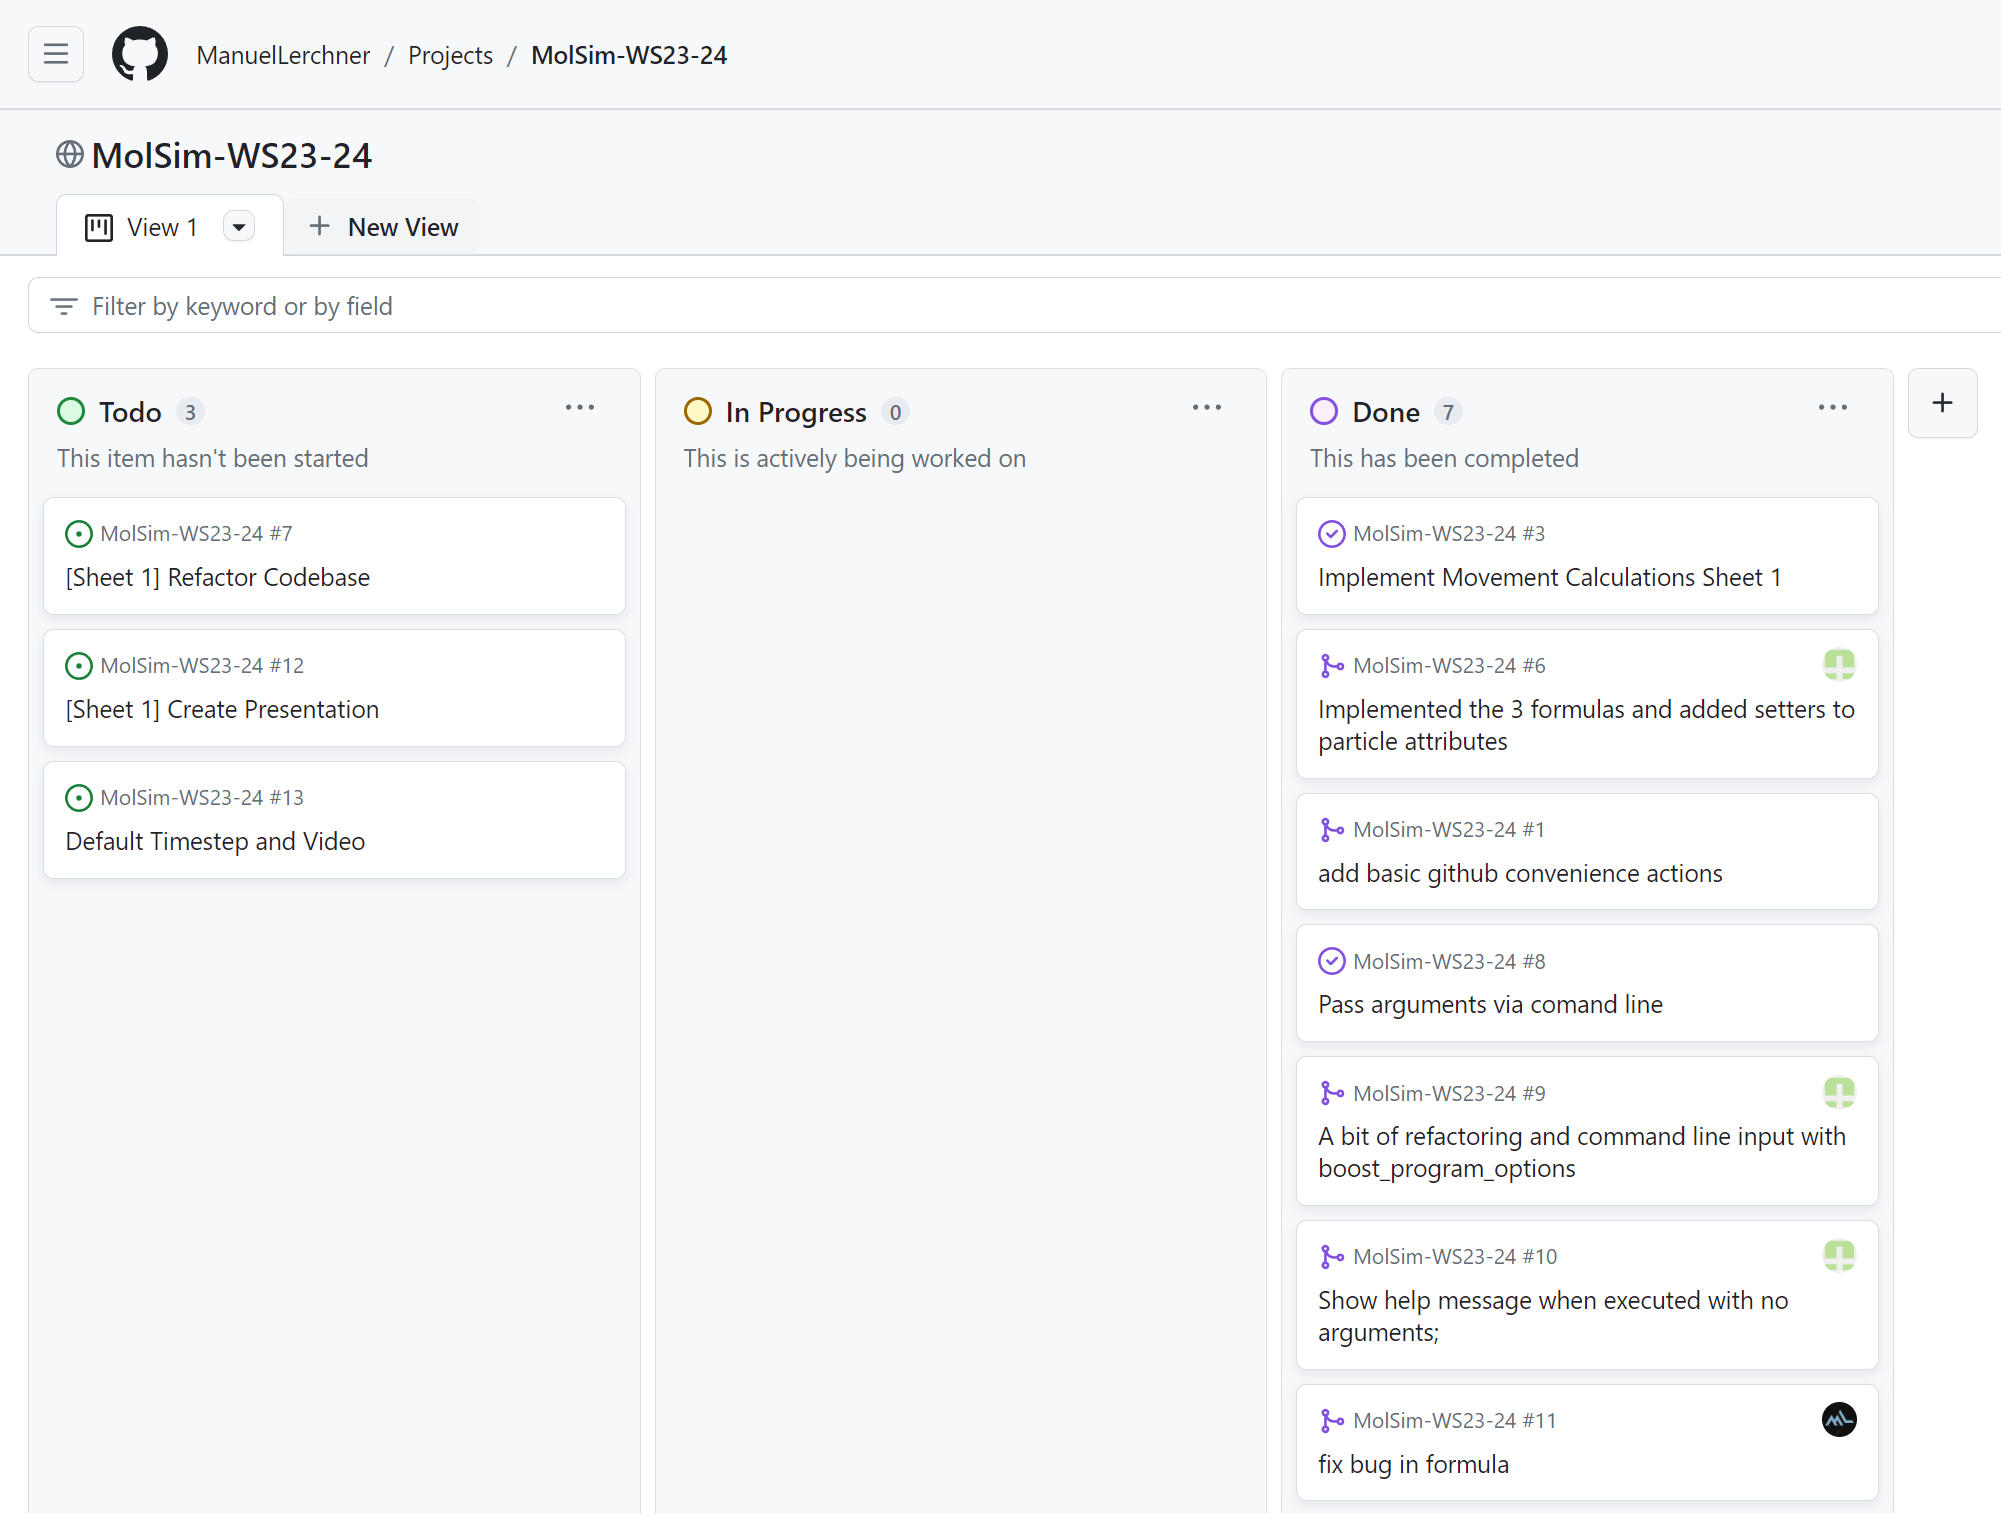 ManuelLerchner / Projects / MolSim-WS23-24
MolSim-WS23-24
View 1
New View
Filter by keyword or by field
Todo 3
This item hasn't been started
MolSim-WS23-24 #7
[Sheet 1] Refactor Codebase
MolSim-WS23-24 #12
[Sheet 1] Create Presentation
MolSim-WS23-24 #13
Default Timestep and Video
In Progress 0
This is actively being worked on
Done 7
This has been completed
MolSim-WS23-24 #3
Implement Movement Calculations Sheet 1
MolSim-WS23-24 #6
Implemented the 3 formulas and added setters to
particle attributes
MolSim-WS23-24 #1
add basic github convenience actions
MolSim-WS23-24 #8
Pass arguments via comand line
MolSim-WS23-24 #9
A bit of refactoring and command line input with
boost_program_options
MolSim-WS23-24 #10
Show help message when executed with no
arguments;
MolSim-WS23-24 #11
fix bug in formula